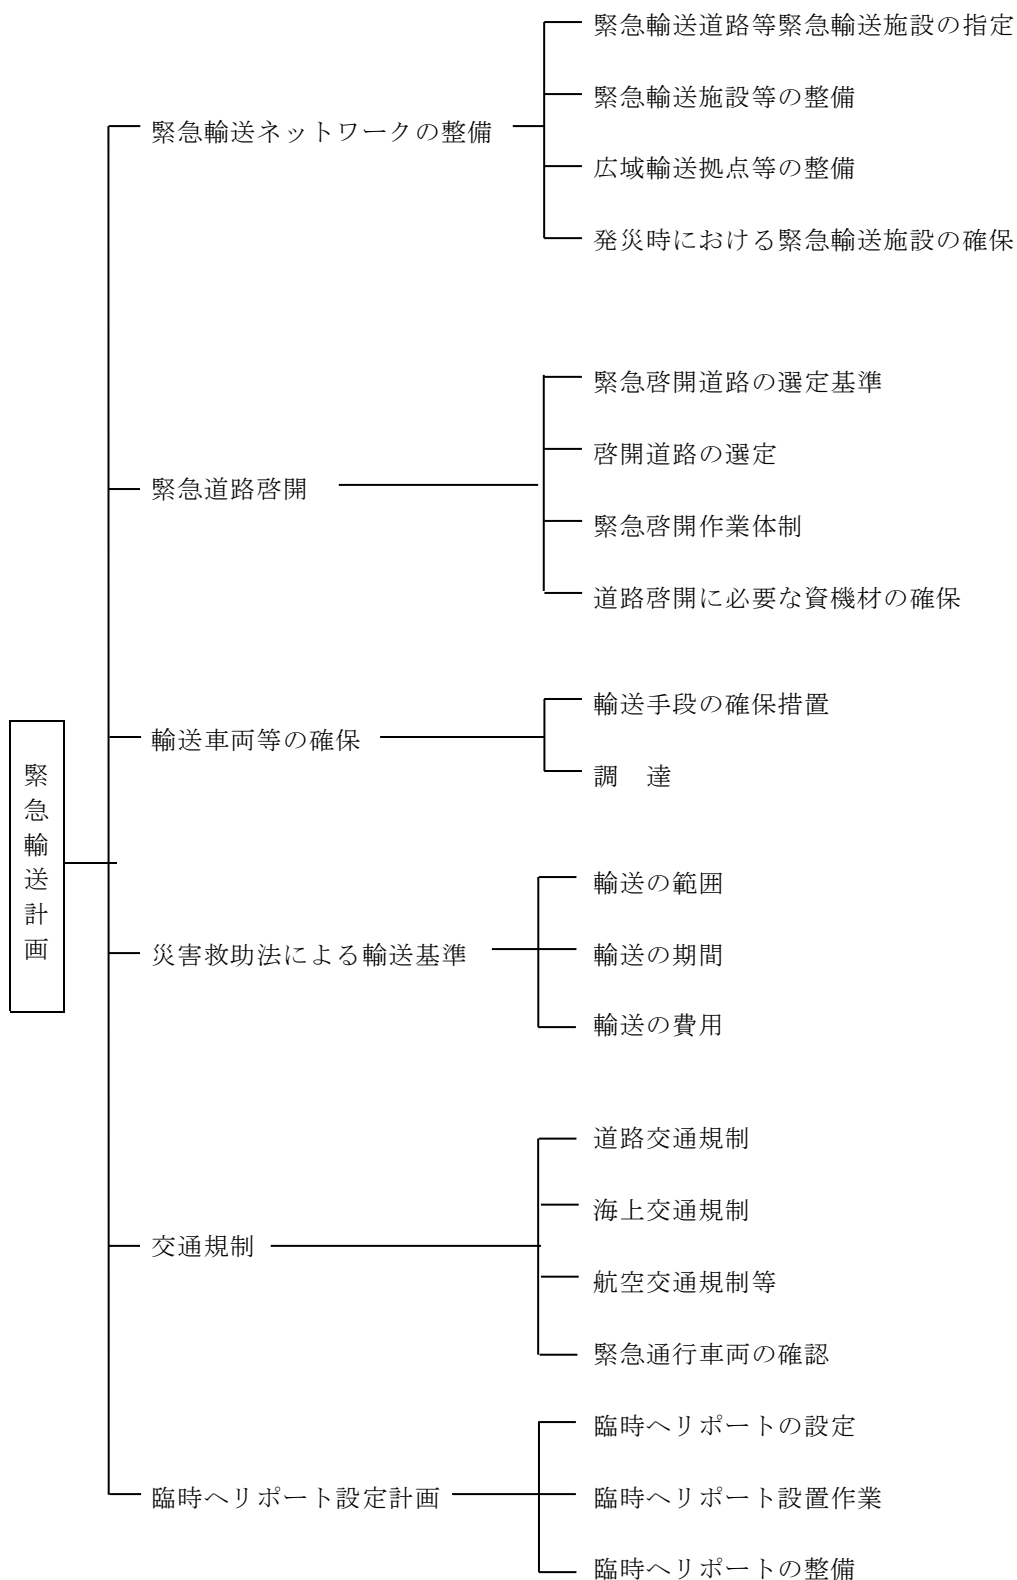 緊急輸送計画
緊急輸送ネットワークの整備
緊急輸送道路等緊急輸送施設の指定
緊急輸送施設等の整備
広域輸送拠点等の整備
発災時における緊急輸送施設の確保
緊急道路啓開
緊急啓開道路の選定基準
啓開道路の選定
緊急啓開作業体制
道路啓開に必要な資機材の確保
輸送車両等の確保
輸送手段の確保措置
調　達
災害救助法による輸送基準
輸送の範囲
輸送の期間
輸送の費用
交通規制
道路交通規制
海上交通規制
航空交通規制等
緊急通行車両の確認
臨時ヘリポート設定計画
臨時ヘリポートの設定
臨時ヘリポート設置作業
臨時ヘリポートの整備